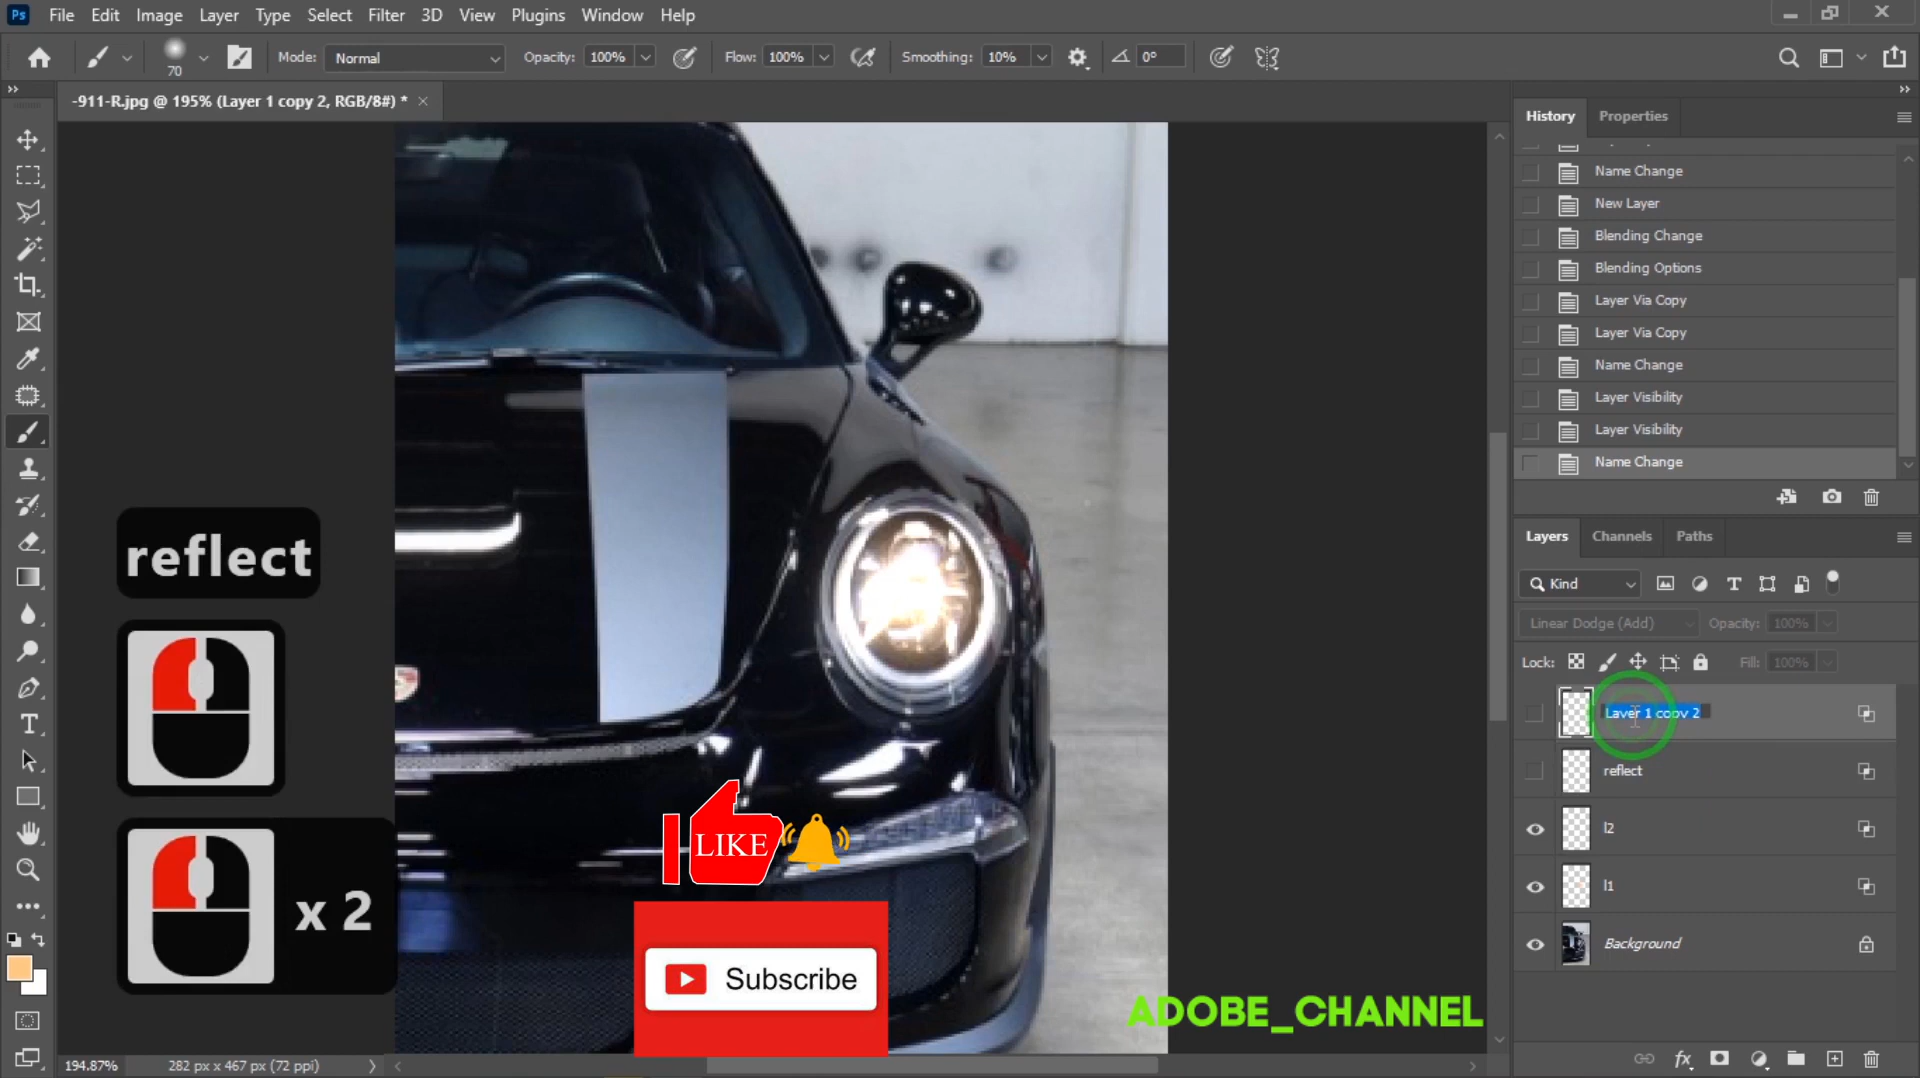 Ps File Edit Image Layer Type Select Filter 3D View Plugins Window Help
70 Mode: Normal Opacity: 100% Flow: 100% Smoothing: 10% 0°
-911-R.jpg @ 195% (Layer 1 copy 2, RGB/8#) *
History Properties
Name Change
New Layer
Blending Change
Blending Options
Layer Via Copy
Layer Via Copy
Name Change
Layer Visibility
Layer Visibility
Name Change
Layers Channels Paths
Kind
Linear Dodge (Add) Opacity: 100%
Lock: Fill: 100%
Layer 1 copy 2
reflect
l2
l1
Background
reflect
x 2
LIKE
Subscribe
ADOBE_CHANNEL
194.87% 282 px x 467 px (72 ppi)
fx